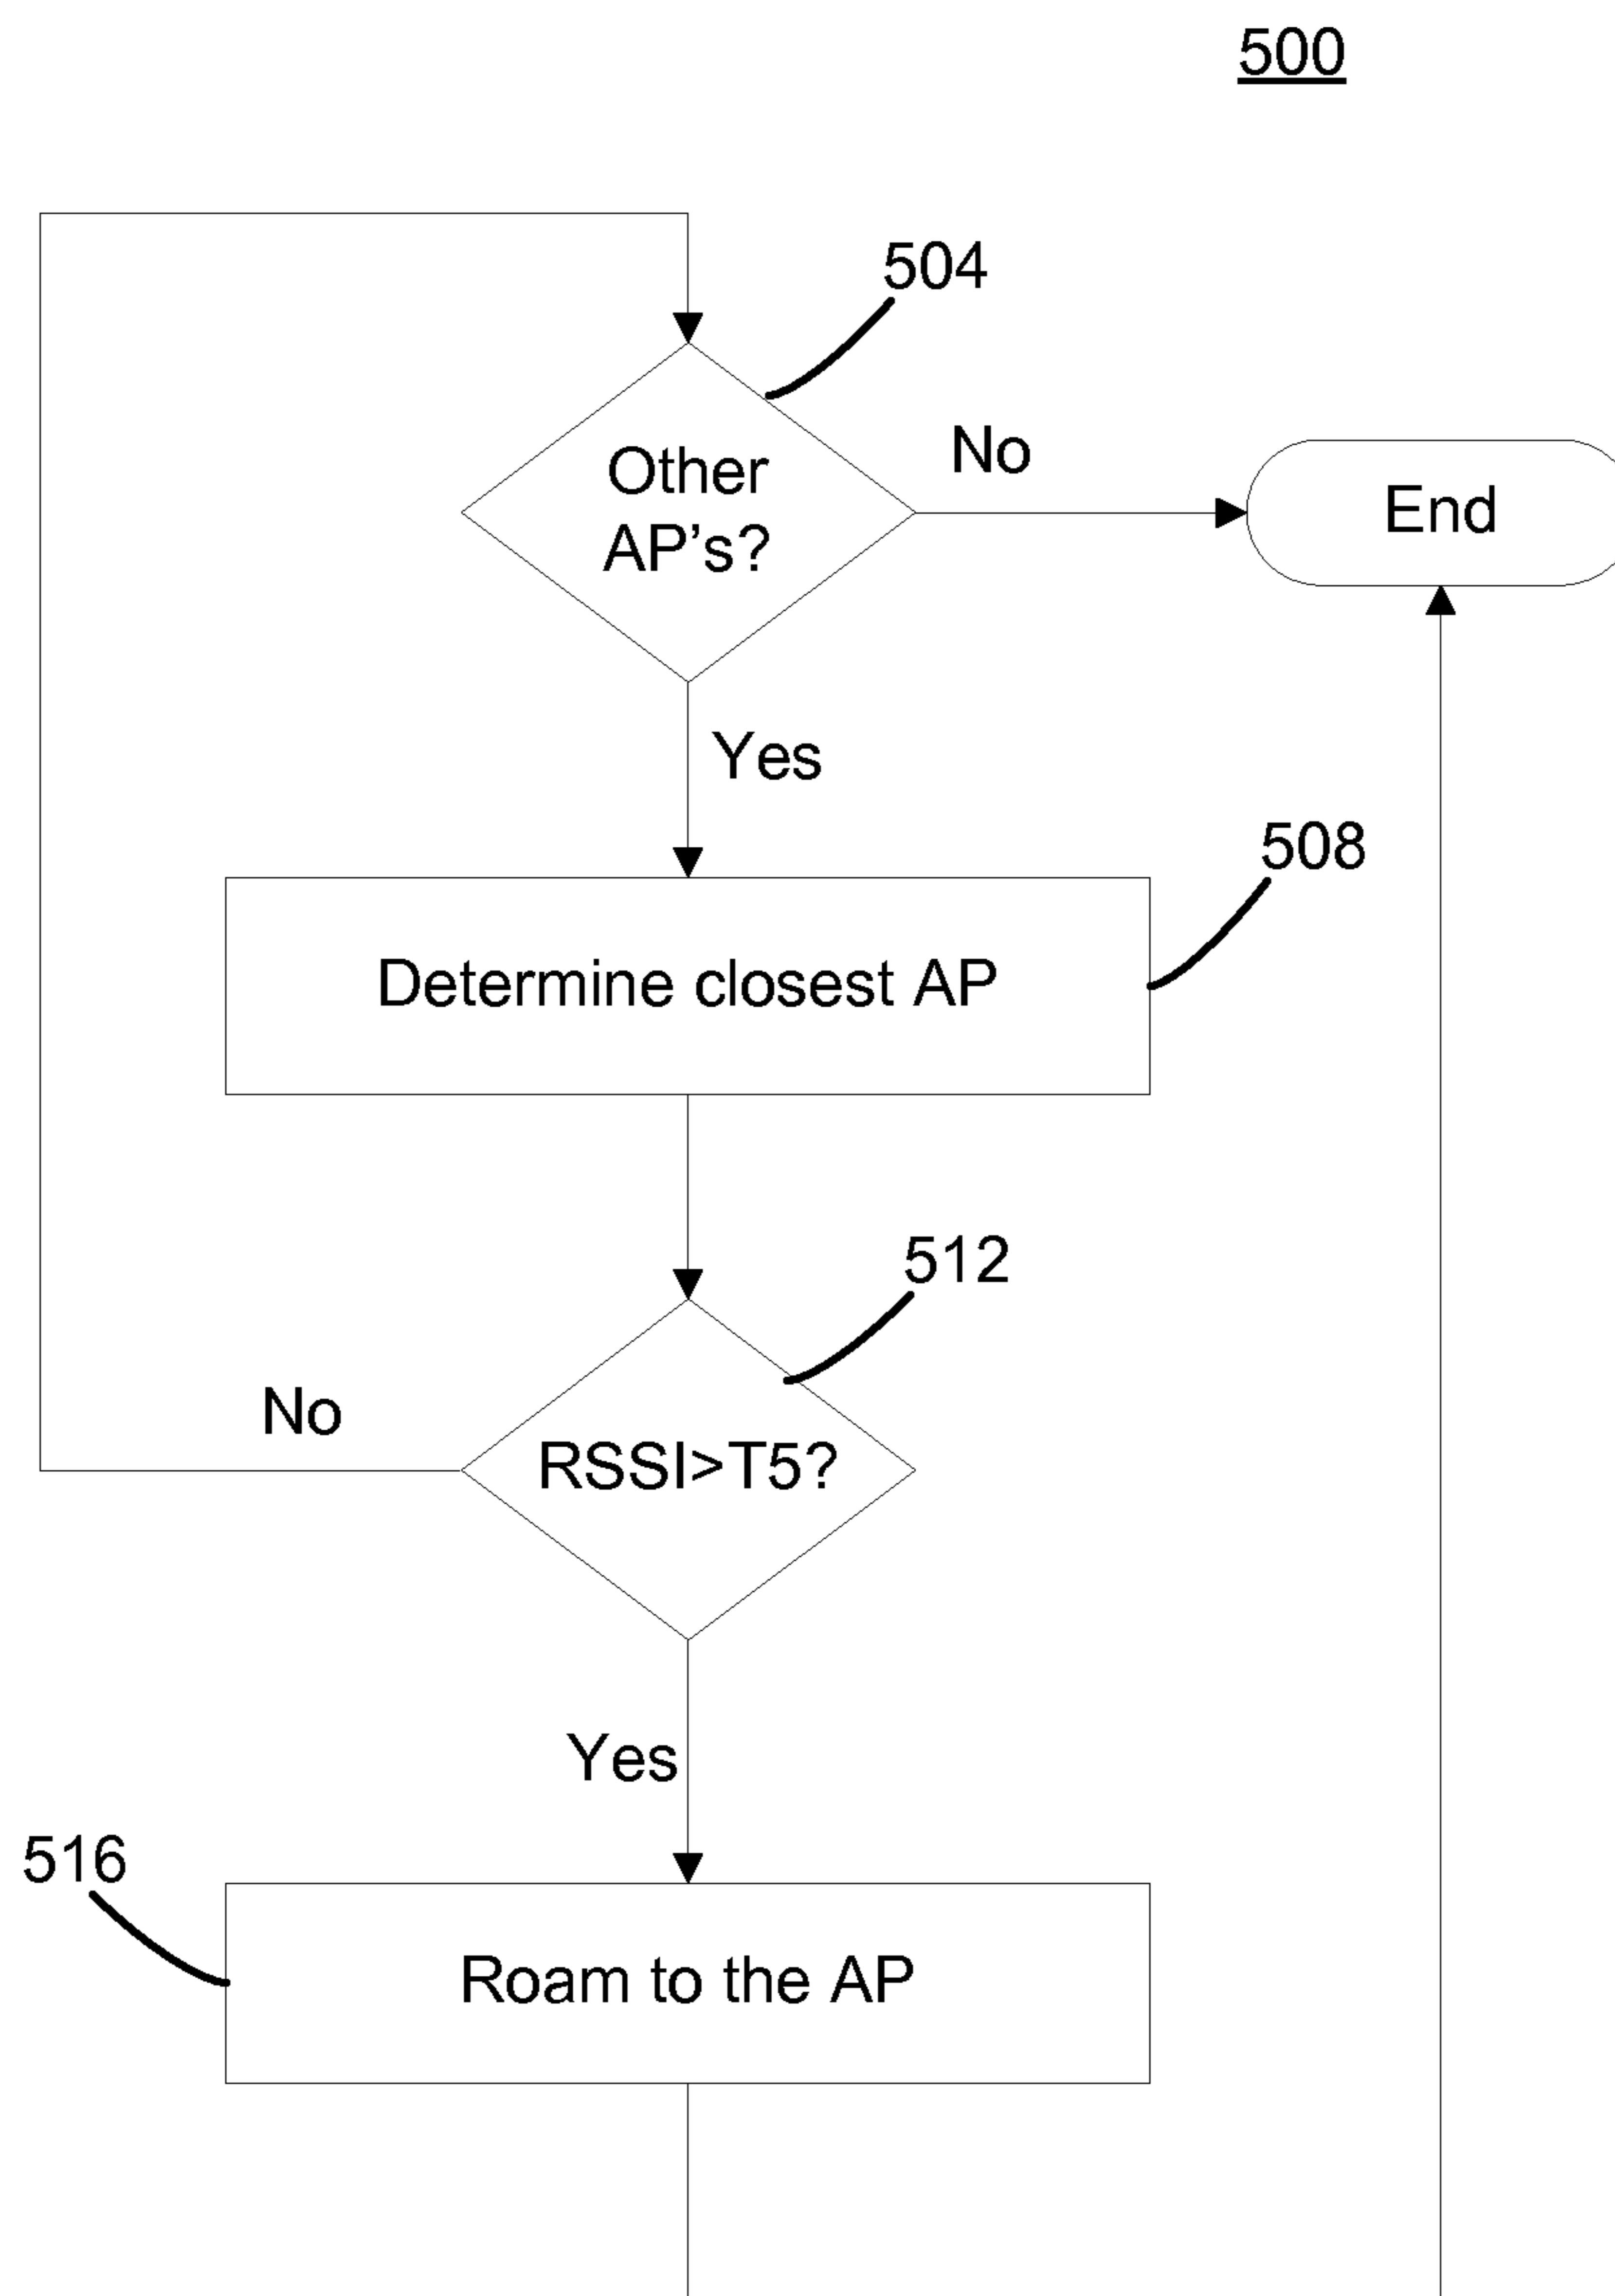 500
504
Other
AP's?
No
End
Yes
508
Determine closest AP
512
No
RSSI>T5?
Yes
516
Roam to the AP